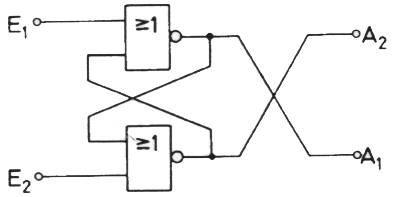 E₁
≥1
A₂
≥1
E₂
A₁